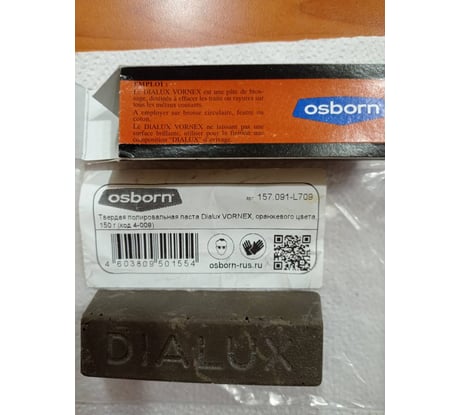 EMPLOI :
Le DIALUX VORNEX est une pâte de bros-
sage, destinée à effacer les traits ou rayures sur
tous les métaux courants.
A employer sur brosse circulaire, feutre ou
coton.
Le DIALUX VORNEX ne laissant pas une
surface brillante, utiliser pour la finition une
composition "DIALUX" d'avivage.
osborn
osborn
арт. 157.091-L709
Твердая полировальная паста Dialux VORNEX, оранжевого цвета,
150 г (код 4-009)
4 603809 501554
osborn-rus.ru
DIALUX